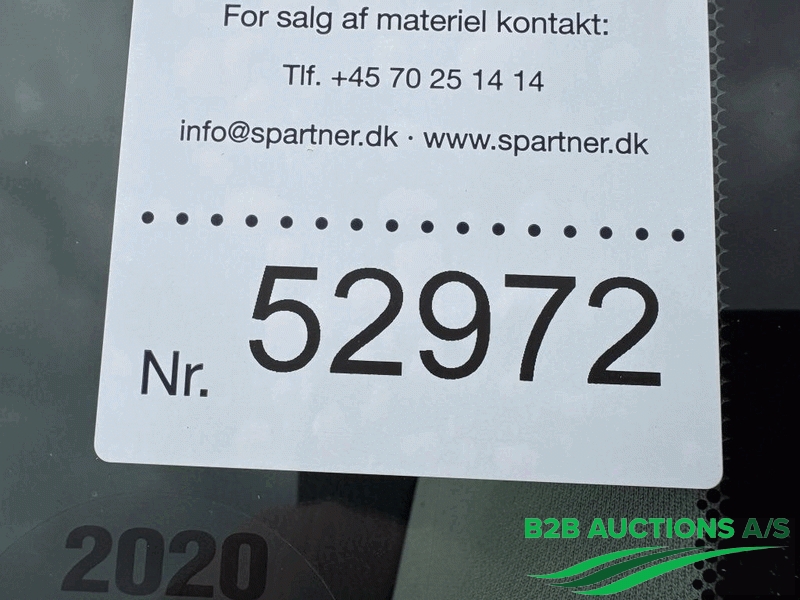 For salg af materiel kontakt:
Tlf. +45 70 25 14 14
info@spartner.dk · www.spartner.dk
Nr. 52972
2020
B2B AUCTIONS A/S